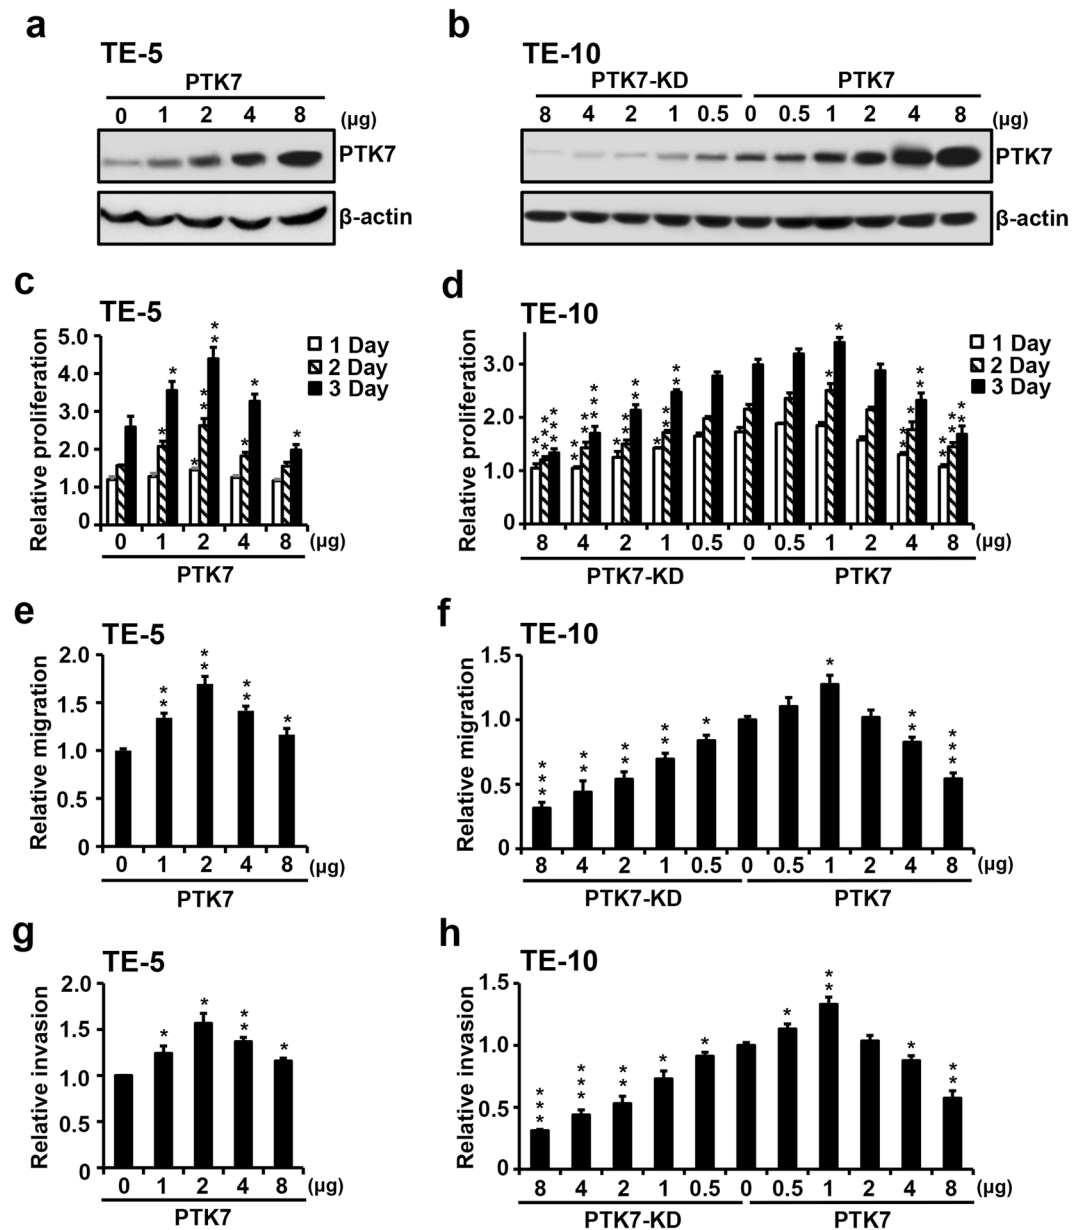 a
TE-5
PTK7
0 1 2 4 8 (µg)
PTK7
β-actin
b
TE-10
PTK7-KD PTK7
8 4 2 1 0.5 0 0.5 1 2 4 8 (µg)
PTK7
β-actin
c
TE-5
Relative proliferation
5.0
4.0
3.0
2.0
1.0
0
1 Day
2 Day
3 Day
0 1 2 4 8 (µg)
PTK7
d
TE-10
Relative proliferation
3.0
2.0
1.0
0
1 Day
2 Day
3 Day
8 4 2 1 0.5 0 0.5 1 2 4 8 (µg)
PTK7-KD PTK7
e
TE-5
Relative migration
2.0
1.5
1.0
0.5
0
0 1 2 4 8 (µg)
PTK7
f
TE-10
Relative migration
1.5
1.0
0.5
0
8 4 2 1 0.5 0 0.5 1 2 4 8 (µg)
PTK7-KD PTK7
g
TE-5
Relative invasion
2.0
1.5
1.0
0.5
0
0 1 2 4 8 (µg)
PTK7
h
TE-10
Relative invasion
1.5
1.0
0.5
0
8 4 2 1 0.5 0 0.5 1 2 4 8 (µg)
PTK7-KD PTK7